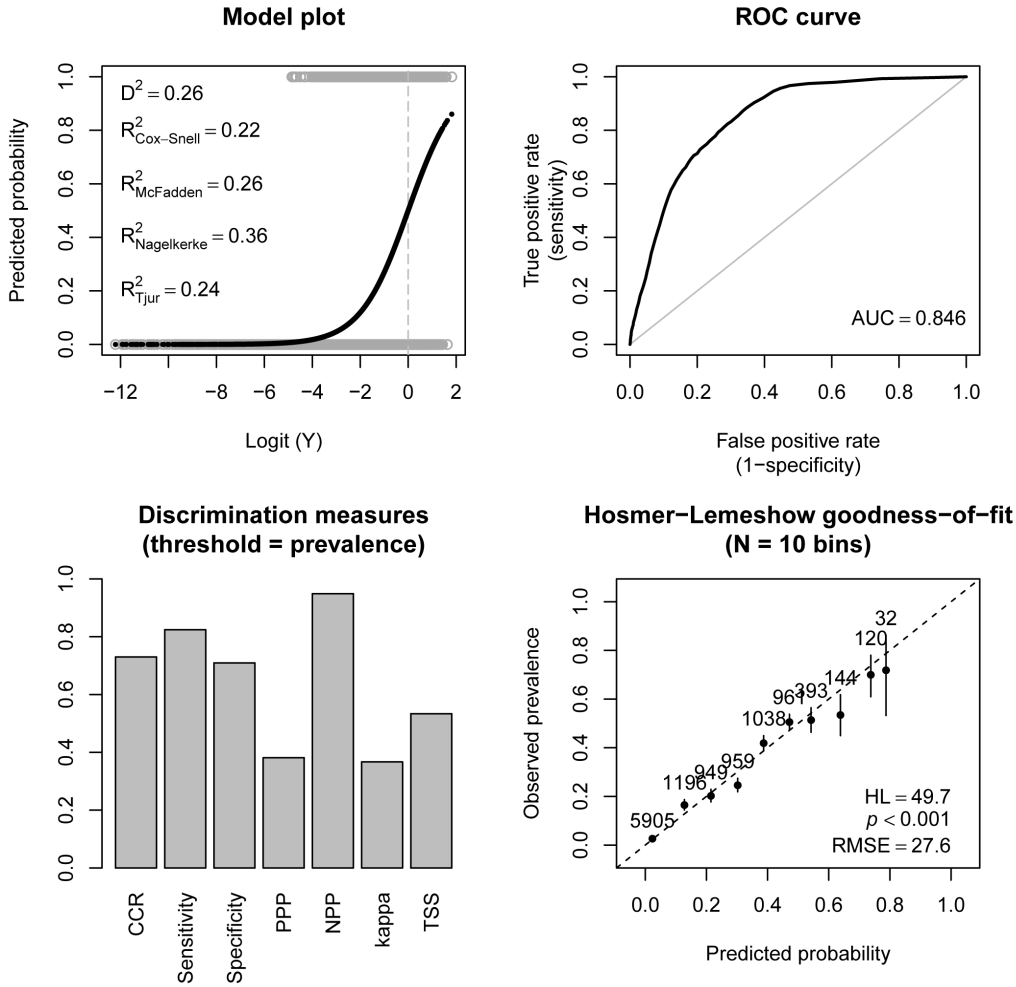 Model plot
1.0
0.8
0.6
0.4
0.2
0.0
Predicted probability
D² = 0.26
R²Cox−Snell = 0.22
R²McFadden = 0.26
R²Nagelkerke = 0.36
R²Tjur = 0.24
−12 −8 −6 −4 −2 0 2
Logit (Y)
ROC curve
1.0
0.8
0.6
0.4
0.2
0.0
True positive rate
(sensitivity)
AUC = 0.846
0.0 0.2 0.4 0.6 0.8 1.0
False positive rate
(1−specificity)
Discrimination measures
(threshold = prevalence)
1.0
0.8
0.6
0.4
0.2
0.0
CCR
Sensitivity
Specificity
PPP
NPP
kappa
TSS
Hosmer−Lemeshow goodness−of−fit
(N = 10 bins)
1.0
0.8
0.6
0.4
0.2
0.0
Observed prevalence
5905
1196
949
959
1038
961
393
144
120
32
HL = 49.7
p < 0.001
RMSE = 27.6
0.0 0.2 0.4 0.6 0.8 1.0
Predicted probability